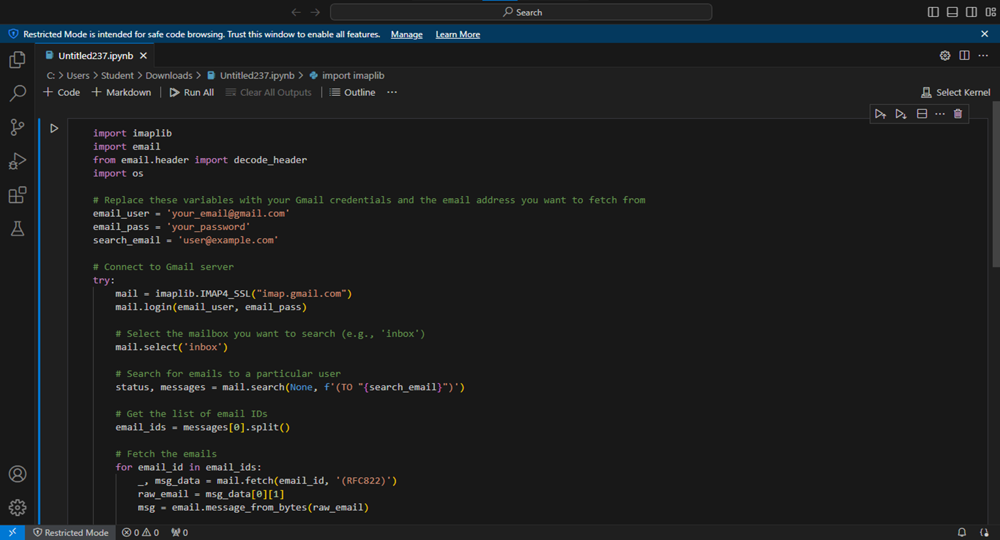 Search
Restricted Mode is intended for safe code browsing. Trust this window to enable all features. Manage Learn More
Untitled237.ipynb
C: > Users > Student > Downloads > Untitled237.ipynb > import imaplib
+ Code + Markdown Run All Clear All Outputs Outline ... Select Kernel
import imaplib
import email
from email.header import decode_header
import os
# Replace these variables with your Gmail credentials and the email address you want to fetch from
email_user = 'your_email@gmail.com'
email_pass = 'your_password'
search_email = 'user@example.com'
# Connect to Gmail server
try:
    mail = imaplib.IMAP4_SSL("imap.gmail.com")
    mail.login(email_user, email_pass)
    # Select the mailbox you want to search (e.g., 'inbox')
    mail.select('inbox')
    # Search for emails to a particular user
    status, messages = mail.search(None, f'(TO "{search_email}")')
    # Get the list of email IDs
    email_ids = messages[0].split()
    # Fetch the emails
    for email_id in email_ids:
        _, msg_data = mail.fetch(email_id, '(RFC822)')
        raw_email = msg_data[0][1]
        msg = email.message_from_bytes(raw_email)
Restricted Mode 0 0 0